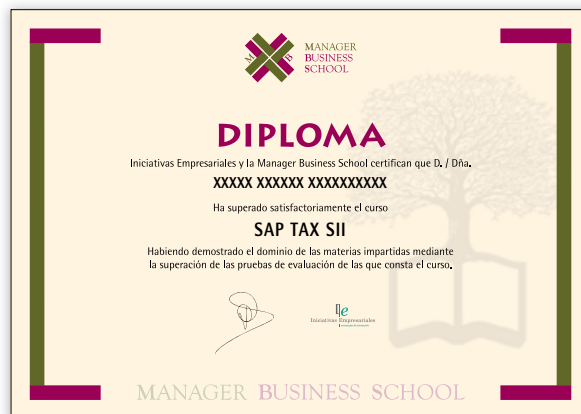 M B
MANAGER
BUSINESS
SCHOOL
DIPLOMA
Iniciativas Empresariales y la Manager Business School certifican que D. / Dña.
XXXXX XXXXXX XXXXXXXXXX
Ha superado satisfactoriamente el curso
SAP TAX SII
Habiendo demostrado el dominio de las materias impartidas mediante
la superación de las pruebas de evaluación de las que consta el curso.
Ie
Iniciativas Empresariales
MANAGER BUSINESS SCHOOL